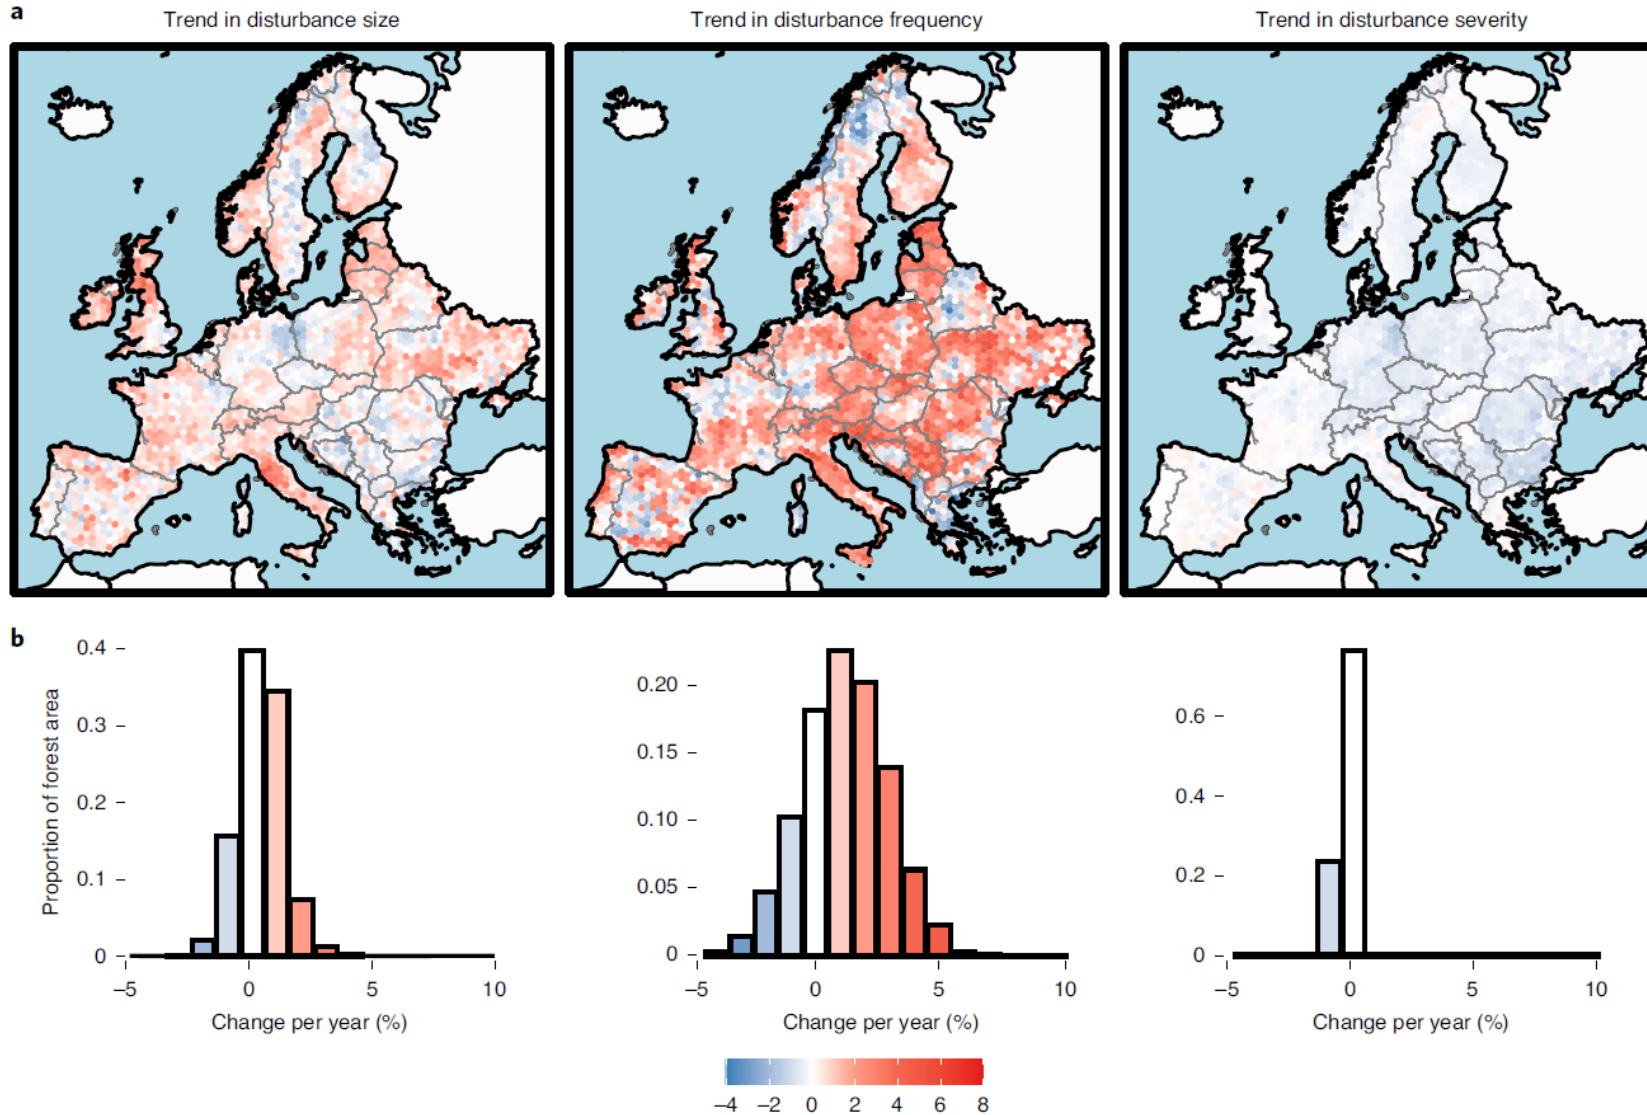 a
Trend in disturbance size
Trend in disturbance frequency
Trend in disturbance severity
b
Proportion of forest area
0.4
0.3
0.2
0.1
0
–5 0 5 10
Change per year (%)
0.20
0.15
0.10
0.05
0
–5 0 5 10
Change per year (%)
0.6
0.4
0.2
0
–5 0 5 10
Change per year (%)
–4 –2 0 2 4 6 8